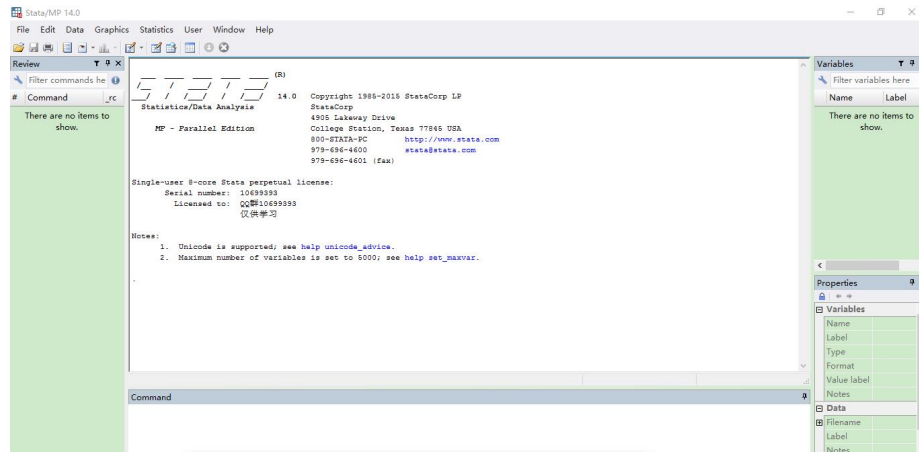 Stata/MP 14.0
File Edit Data Graphics Statistics User Window Help
Review
Filter commands he
# Command _rc
There are no items to
show.
(R)
14.0 Copyright 1985-2015 StataCorp LP
Statistics/Data Analysis StataCorp
4905 Lakeway Drive
MP - Parallel Edition College Station, Texas 77845 USA
800-STATA-PC http://www.stata.com
979-696-4600 stata@stata.com
979-696-4601 (fax)
Single-user 8-core Stata perpetual license:
Serial number: 10699393
Licensed to: QQ群10699393
仅供学习
Notes:
1. Unicode is supported; see help unicode_advice.
2. Maximum number of variables is set to 5000; see help set_maxvar.
.
Command
Variables
Filter variables here
Name Label
There are no items to
show.
Properties
Variables
Name
Label
Type
Format
Value label
Notes
Data
Filename
Label
Notes